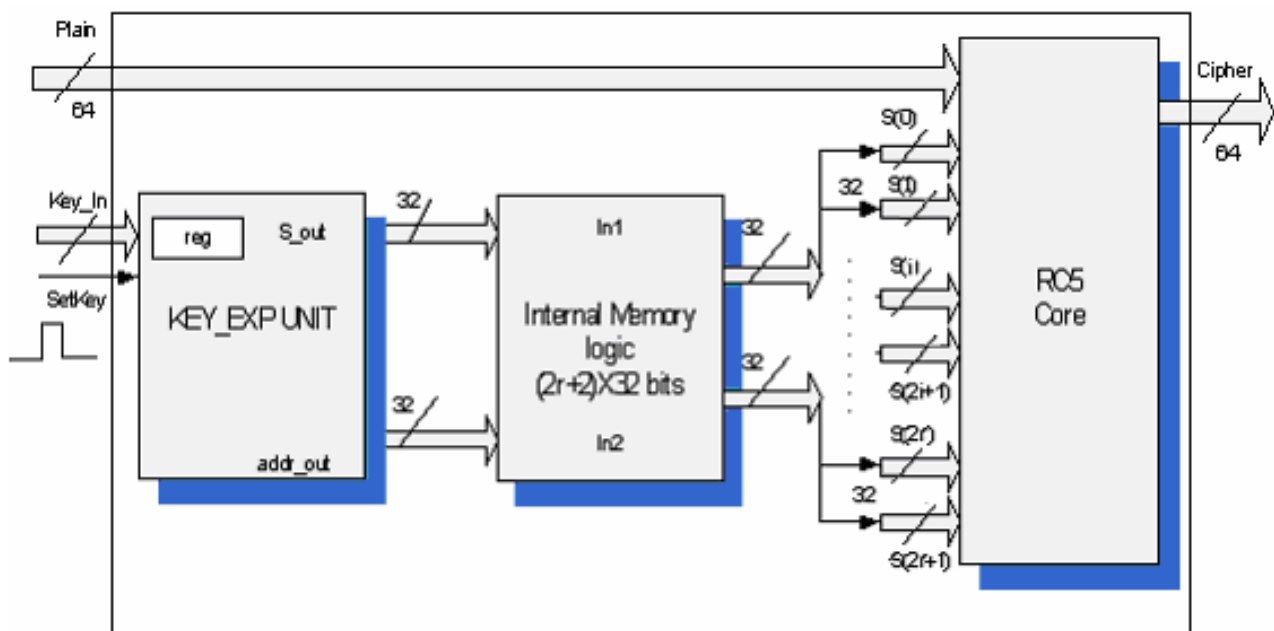 Plain
64
Key_In
SetKey
reg
S_out
KEY_EXP UNIT
addr_out
32
32
In1
Internal Memory
logic
(2r+2)X32 bits
In2
32
32
S(0)
32
S(1)
S(i)
S(2i+1)
S(2r)
32
S(2r+1)
RC5
Core
Cipher
64